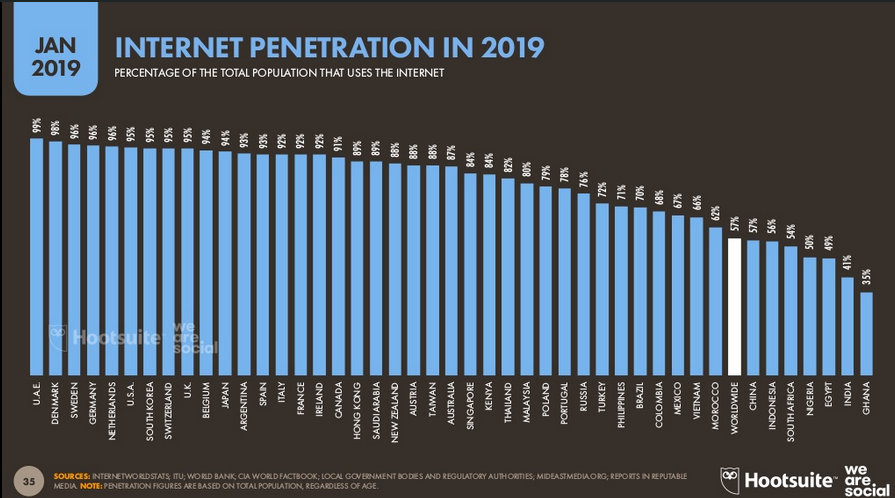 JAN
2019
INTERNET PENETRATION IN 2019
PERCENTAGE OF THE TOTAL POPULATION THAT USES THE INTERNET
99% 98% 96% 96% 96% 95% 95% 95% 95% 94% 94% 93% 93% 92% 92% 92% 91% 89% 89% 88% 88% 88% 87% 84% 84% 82% 80% 79% 78% 76% 72% 71% 70% 68% 67% 66% 62% 57% 57% 56% 54% 50% 49% 41% 35%
Hootsuite
we
are
social
U.A.E.
DENMARK
SWEDEN
GERMANY
NETHERLANDS
U.S.A.
SOUTH KOREA
SWITZERLAND
U.K.
BELGIUM
JAPAN
ARGENTINA
SPAIN
ITALY
FRANCE
IRELAND
CANADA
HONG KONG
SAUDI ARABIA
NEW ZEALAND
AUSTRIA
TAIWAN
AUSTRALIA
SINGAPORE
KENYA
THAILAND
MALAYSIA
POLAND
PORTUGAL
RUSSIA
TURKEY
PHILIPPINES
BRAZIL
COLOMBIA
MEXICO
VIETNAM
MOROCCO
WORLDWIDE
CHINA
INDONESIA
SOUTH AFRICA
NIGERIA
EGYPT
INDIA
GHANA
35
SOURCES: INTERNETWORLDSTATS; ITU; WORLD BANK; CIA WORLD FACTBOOK; LOCAL GOVERNMENT BODIES AND REGULATORY AUTHORITIES; MIDEASTMEDIA.ORG; REPORTS IN REPUTABLE
MEDIA. NOTE: PENETRATION FIGURES ARE BASED ON TOTAL POPULATION, REGARDLESS OF AGE.
Hootsuite™
we
are
social